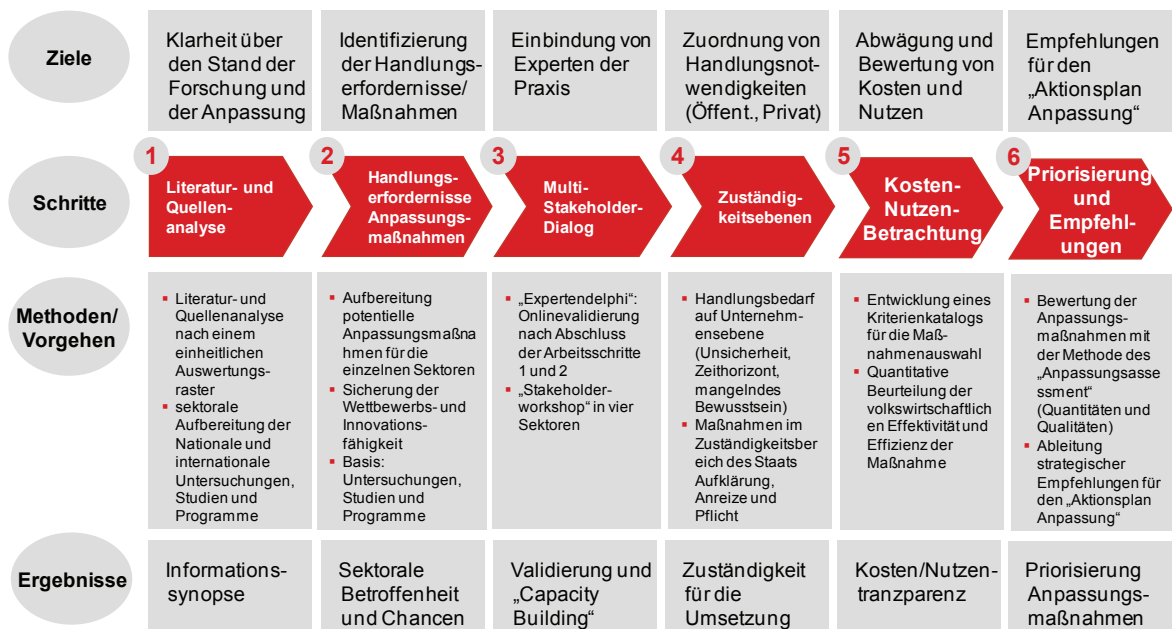 Ziele
Klarheit über
den Stand der
Forschung und
der Anpassung
Identifizierung
der Handlungs-
erfordernisse/
Maßnahmen
Einbindung von
Experten der
Praxis
Zuordnung von
Handlungsnot-
wendigkeiten
(Öffent., Privat)
Abwägung und
Bewertung von
Kosten und
Nutzen
Empfehlungen
für den
„Aktionsplan
Anpassung“
Schritte
1
Literatur- und
Quellen-
analyse
2
Handlungs-
erfordernisse
Anpassungs-
maßnahmen
3
Multi-
Stakeholder-
Dialog
4
Zuständig-
keitsebenen
5
Kosten-
Nutzen-
Betrachtung
6
Priorisierung
und
Empfehl-
ungen
Methoden/
Vorgehen
▪ Literatur- und
Quellenanalyse
nach einem
einheitlichen
Auswertungs-
raster
▪ sektorale
Aufbereitung der
Nationale und
internationale
Untersuchungen,
Studien und
Programme
▪ Aufbereitung
potentielle
Anpassungsmaßna
hmen für die
einzelnen Sektoren
▪ Sicherung der
Wettbewerbs- und
Innovations-
fähigkeit
▪ Basis:
Untersuchungen,
Studien und
Programme
▪ „Expertendelphi“:
Onlinevalidierung
nach Abschluss
der Arbeitsschritte
1 und 2
▪ „Stakeholder-
workshop“ in vier
Sektoren
▪ Handlungsbedarf
auf Unternehm-
ensebene
(Unsicherheit,
Zeithorizont,
mangelndes
Bewusstsein)
▪ Maßnahmen im
Zuständigkeitsber
eich des Staats
Aufklärung,
Anreize und
Pflicht
▪ Entwicklung eines
Kriterienkatalogs
für die Maß-
nahmenauswahl
▪ Quantitative
Beurteilung der
volkswirtschaftlich
en Effektivität und
Effizienz der
Maßnahme
▪ Bewertung der
Anpassungs-
maßnahmen mit
der Methode des
„Anpassungsasse
ssment“
(Quantitäten und
Qualitäten)
▪ Ableitung
strategischer
Empfehlungen für
den „Aktionsplan
Anpassung“
Ergebnisse
Informations-
synopse
Sektorale
Betroffenheit
und Chancen
Validierung und
„Capacity
Building“
Zuständigkeit
für die
Umsetzung
Kosten/Nutzen-
tranzparenz
Priorisierung
Anpassungs-
maßnahmen